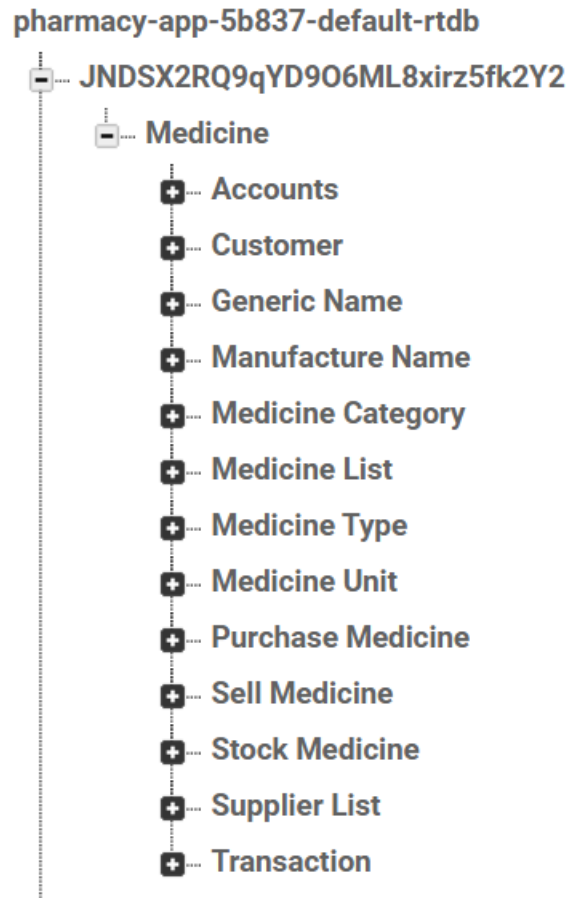 pharmacy-app-5b837-default-rtdb
JNDSX2RQ9qYD9O6ML8xirz5fk2Y2
Medicine
Accounts
Customer
Generic Name
Manufacture Name
Medicine Category
Medicine List
Medicine Type
Medicine Unit
Purchase Medicine
Sell Medicine
Stock Medicine
Supplier List
Transaction